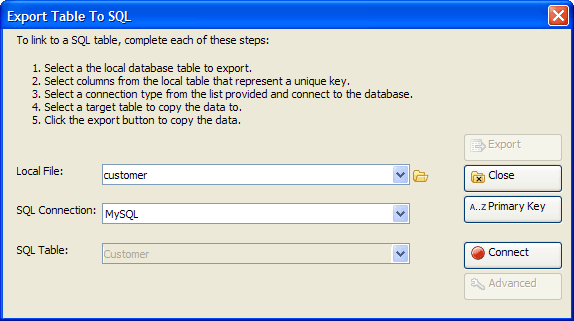 Export Table To SQL
To link to a SQL table, complete each of these steps:
1. Select a the local database table to export.
2. Select columns from the local table that represent a unique key.
3. Select a connection type from the list provided and connect to the database.
4. Select a target table to copy the data to.
5. Click the export button to copy the data.
Export
Local File: customer
Close
SQL Connection: MySQL
A..Z Primary Key
SQL Table: Customer
Connect
Advanced